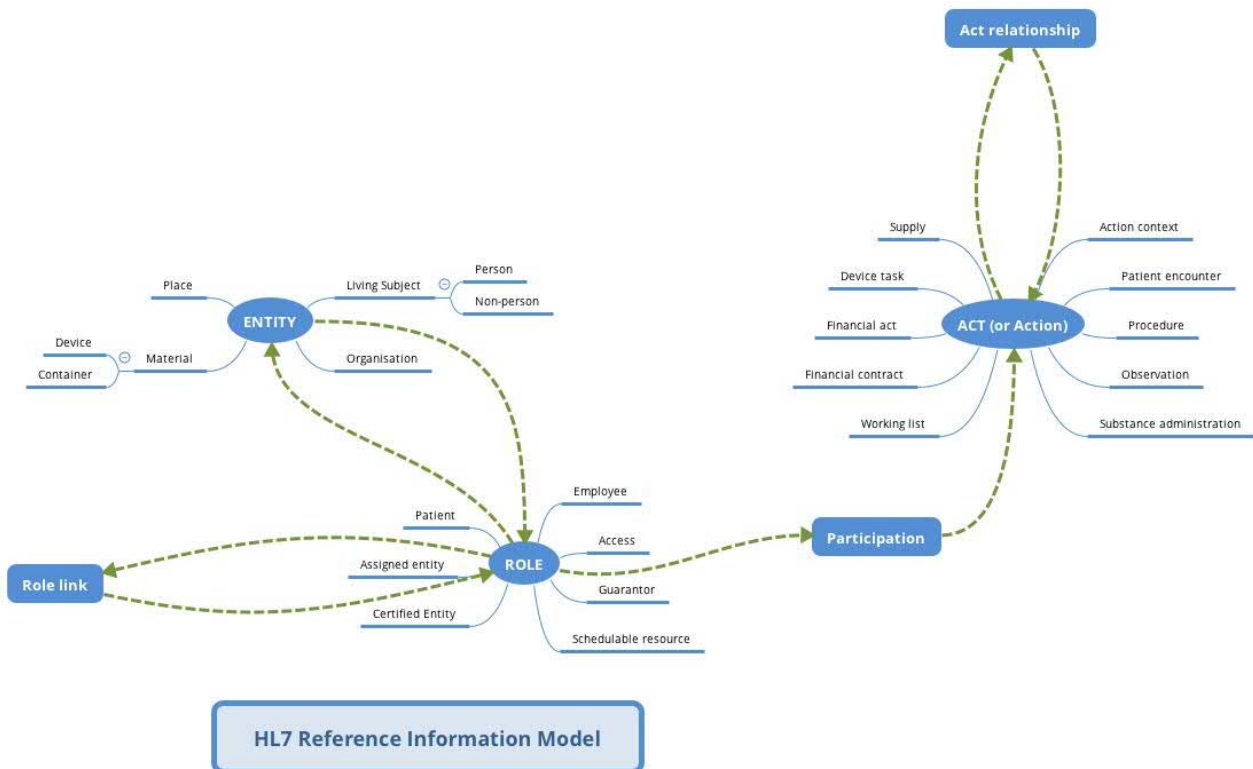 Act relationship
Supply
Action context
Device task
Patient encounter
ACT (or Action)
Financial act
Procedure
Financial contract
Observation
Working list
Substance administration
Place
Living Subject
Person
Non-person
ENTITY
Device
Container
Material
Organisation
Employee
Patient
Access
ROLE
Assigned entity
Guarantor
Certified Entity
Schedulable resource
Role link
Participation
HL7 Reference Information Model